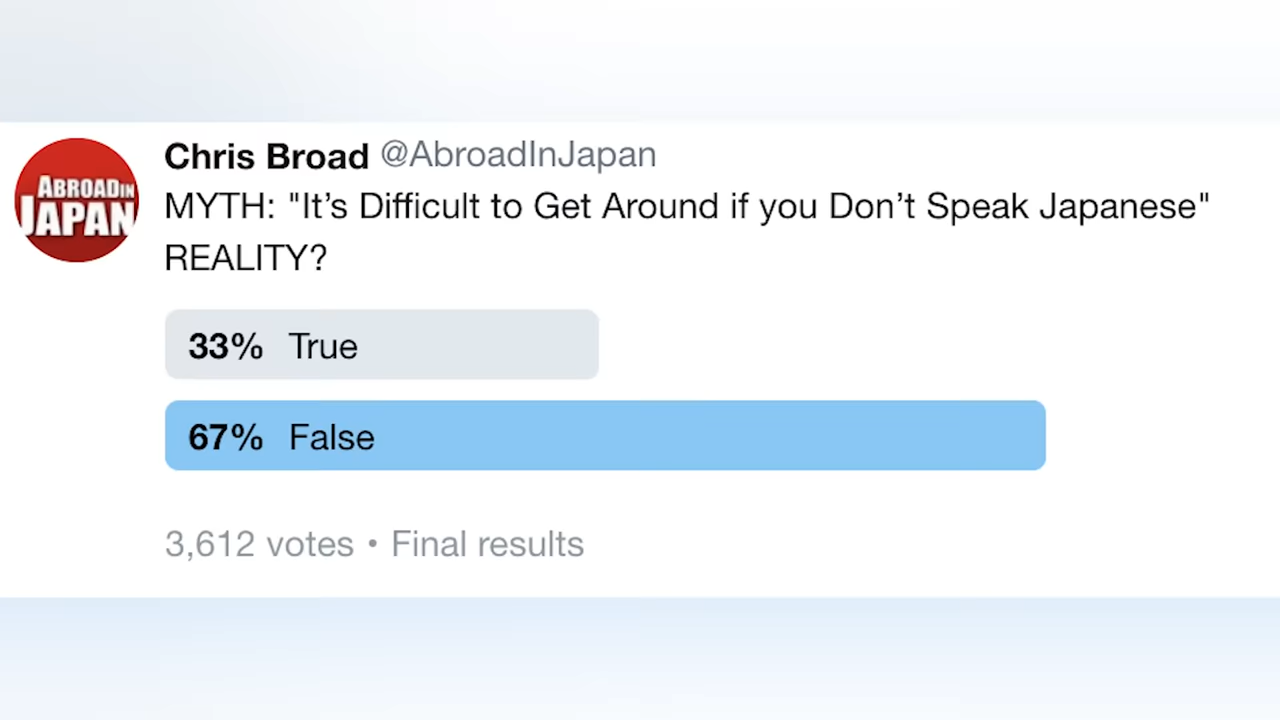 ABROAD IN
JAPAN
Chris Broad @AbroadInJapan
MYTH: "It’s Difficult to Get Around if you Don’t Speak Japanese"
REALITY?
33% True
67% False
3,612 votes • Final results